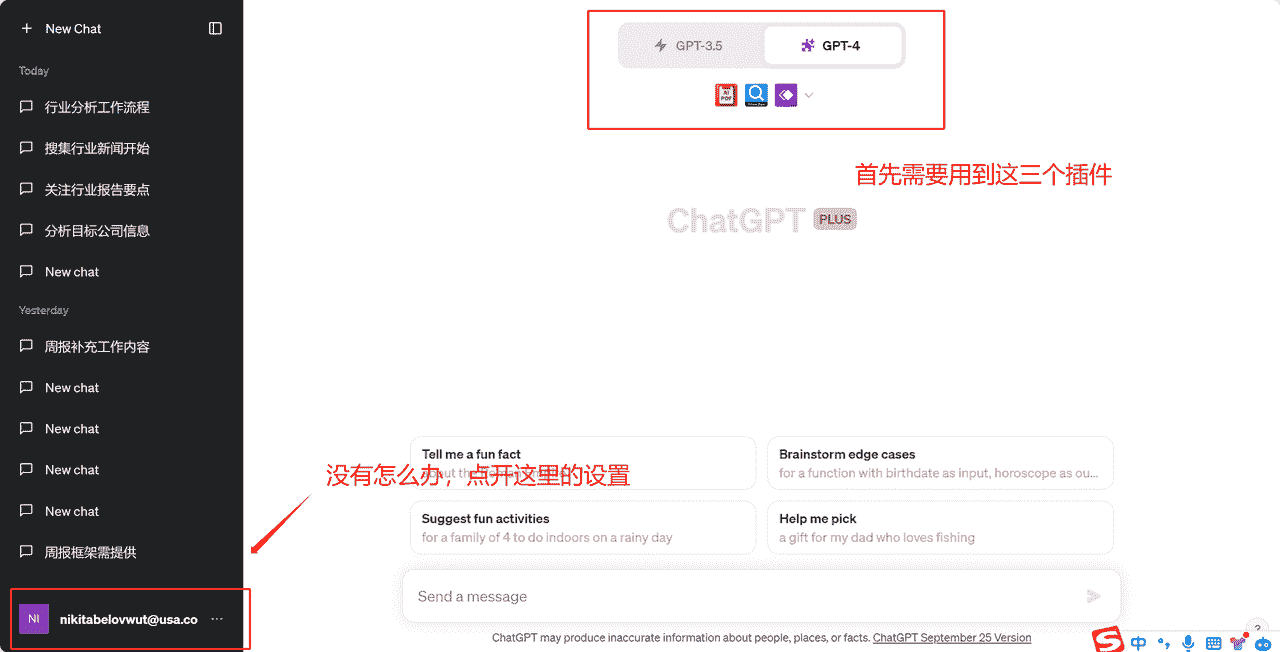 New Chat
Today
行业分析工作流程
搜集行业新闻开始
关注行业报告要点
分析目标公司信息
New chat
Yesterday
周报补充工作内容
New chat
New chat
New chat
New chat
周报框架需提供
NI
nikitabelovwut@usa.co
GPT-3.5
GPT-4
AI
PDF
首先需要用到这三个插件
ChatGPT PLUS
没有怎么办，点开这里的设置
Tell me a fun fact
about the Roman
Brainstorm edge cases
for a function with birthdate as input, horoscope as ou...
Suggest fun activities
for a family of 4 to do indoors on a rainy day
Help me pick
a gift for my dad who loves fishing
Send a message
ChatGPT may produce inaccurate information about people, places, or facts. ChatGPT September 25 Version
?
S
中